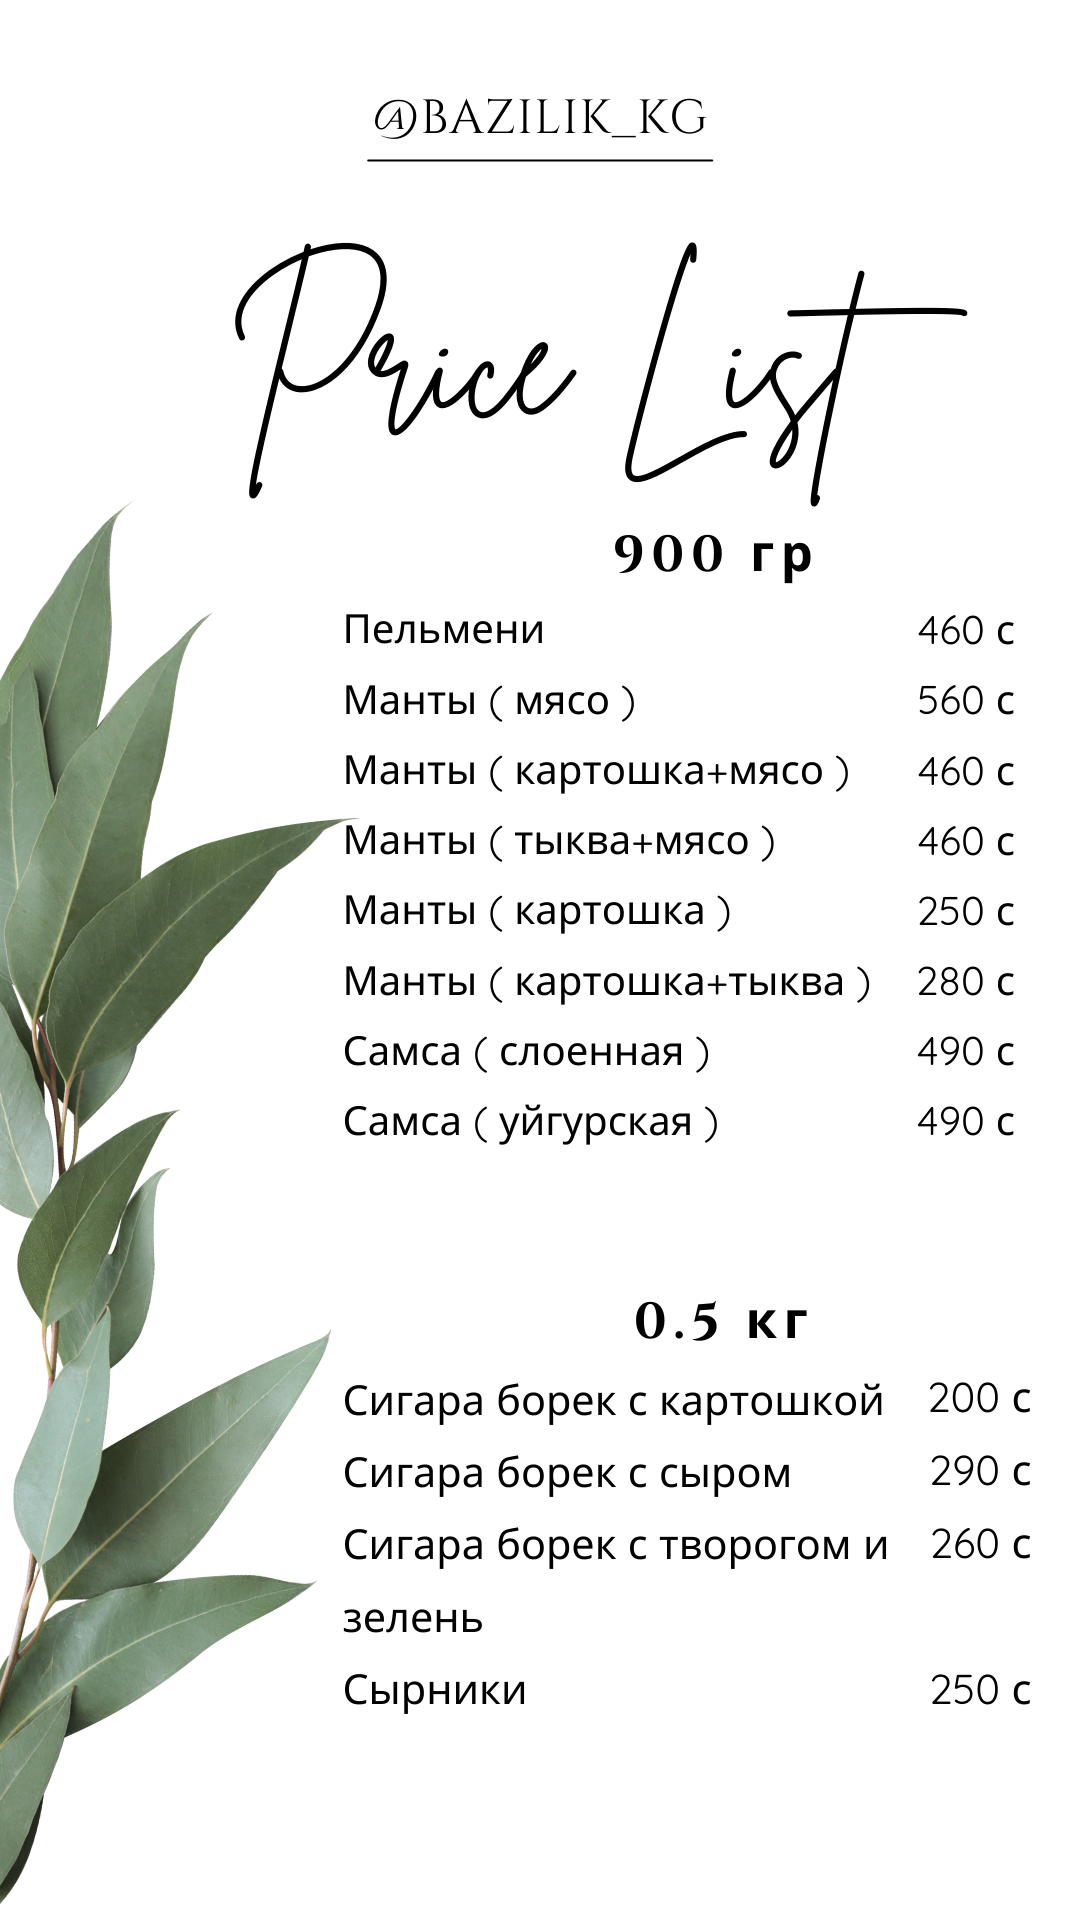 @BAZILIK_KG
Price List
900 гр
Пельмени 460 с
Манты ( мясо ) 560 с
Манты ( картошка+мясо ) 460 с
Манты ( тыква+мясо ) 460 с
Манты ( картошка ) 250 с
Манты ( картошка+тыква ) 280 с
Самса ( слоенная ) 490 с
Самса ( уйгурская ) 490 с
0.5 кг
Сигара борек с картошкой 200 с
Сигара борек с сыром 290 с
Сигара борек с творогом и 260 с
зелень
Сырники 250 с